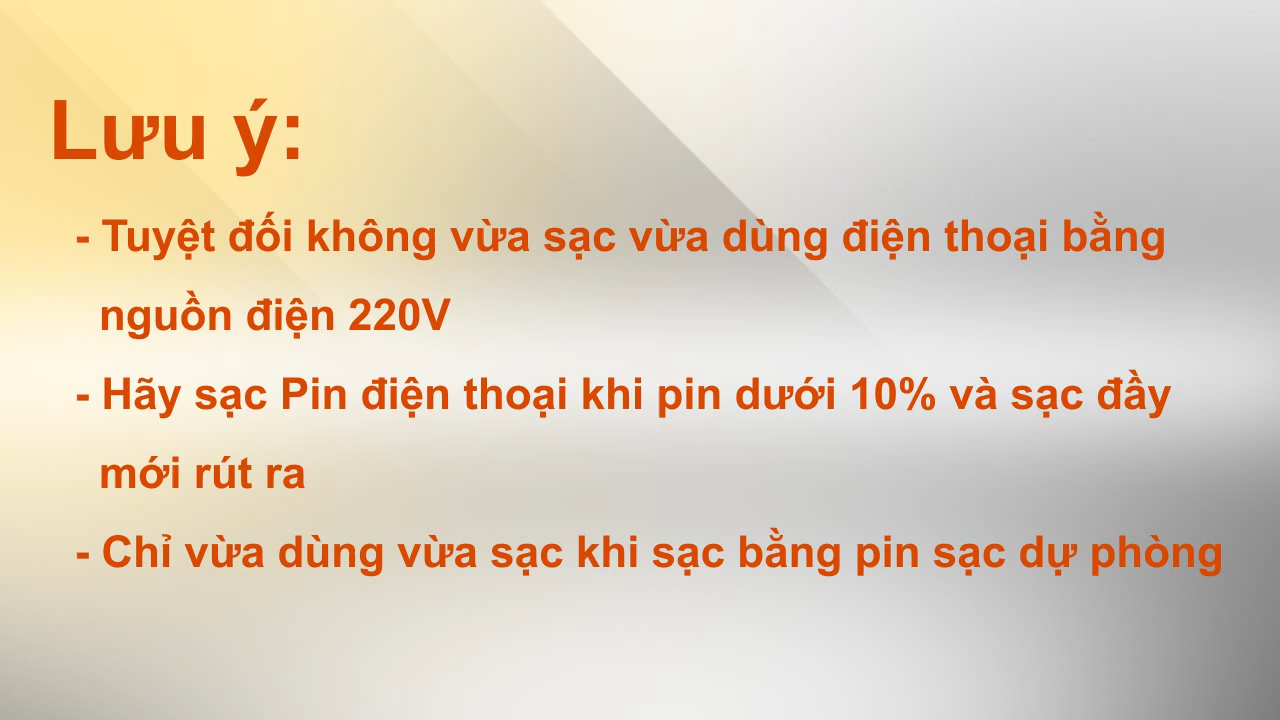 Lưu ý:
- Tuyệt đối không vừa sạc vừa dùng điện thoại bằng
nguồn điện 220V
- Hãy sạc Pin điện thoại khi pin dưới 10% và sạc đầy
mới rút ra
- Chỉ vừa dùng vừa sạc khi sạc bằng pin sạc dự phòng